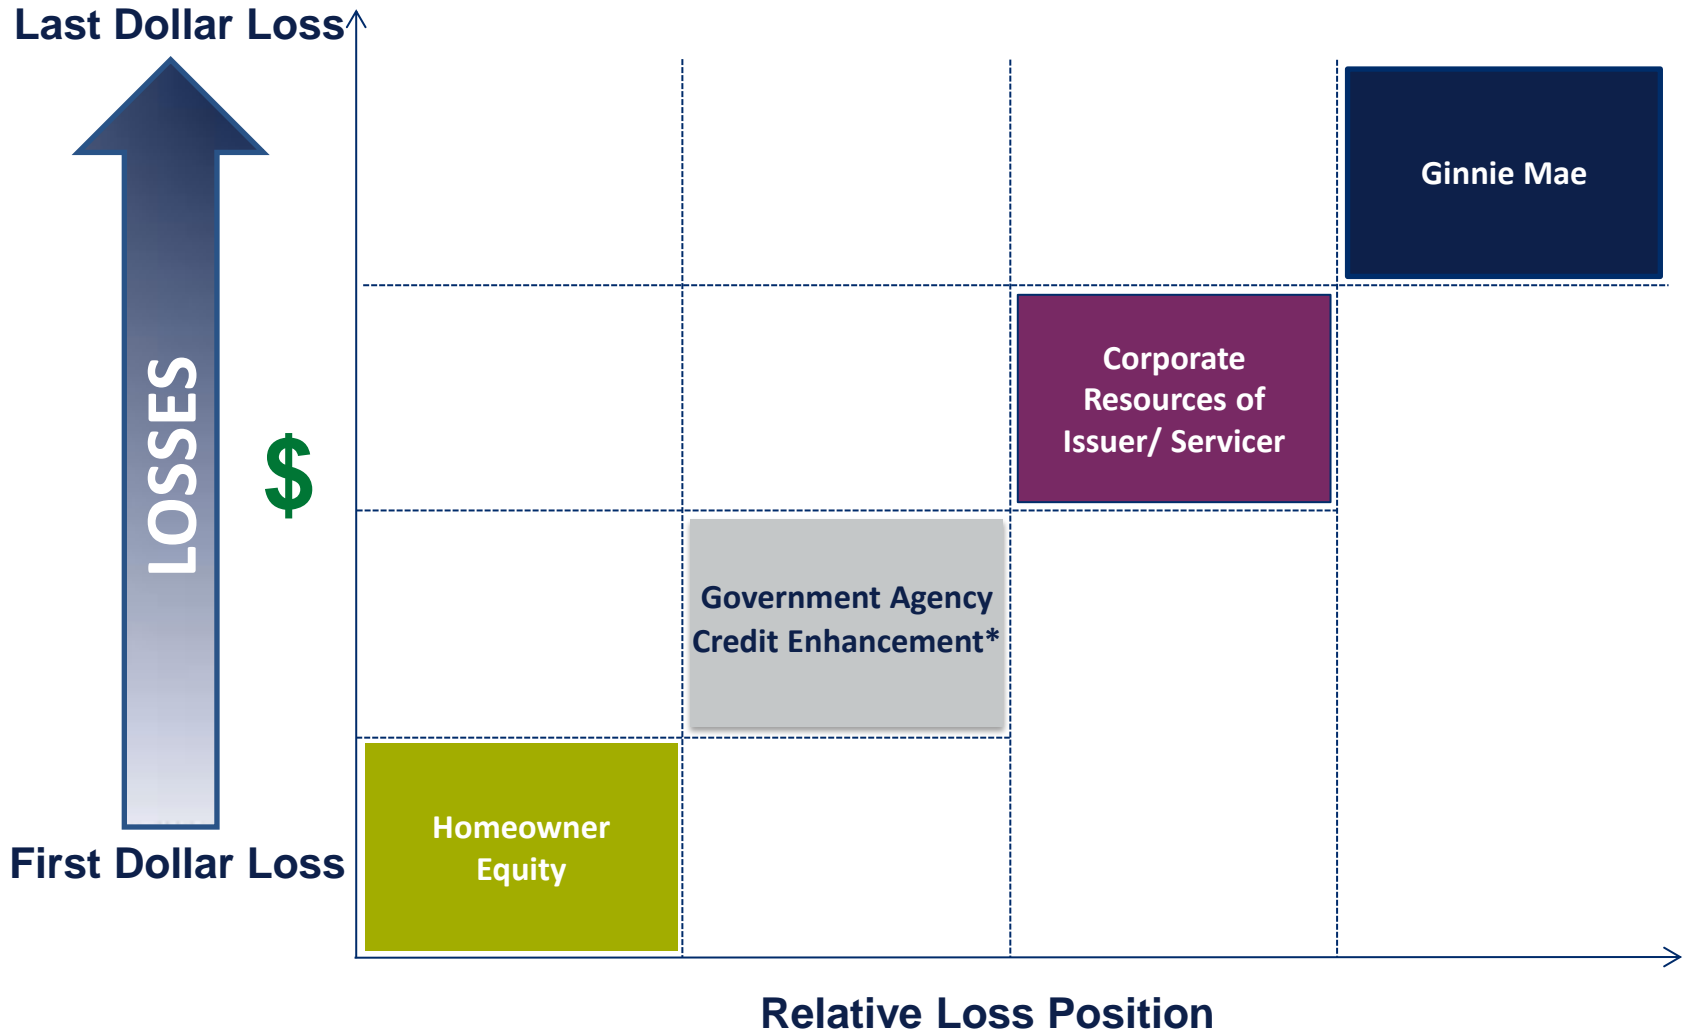 Last Dollar Loss
Ginnie Mae
Corporate
Resources of
Issuer/ Servicer
LOSSES
$
Government Agency
Credit Enhancement*
Homeowner
Equity
First Dollar Loss
Relative Loss Position